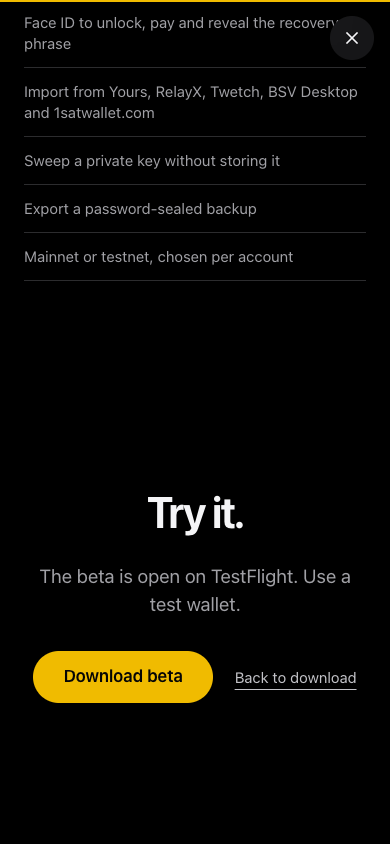 Face ID to unlock, pay and reveal the recovery
phrase
Import from Yours, RelayX, Twetch, BSV Desktop
and 1satwallet.com
Sweep a private key without storing it
Export a password-sealed backup
Mainnet or testnet, chosen per account
Try it.
The beta is open on TestFlight. Use a
test wallet.
Download beta
Back to download